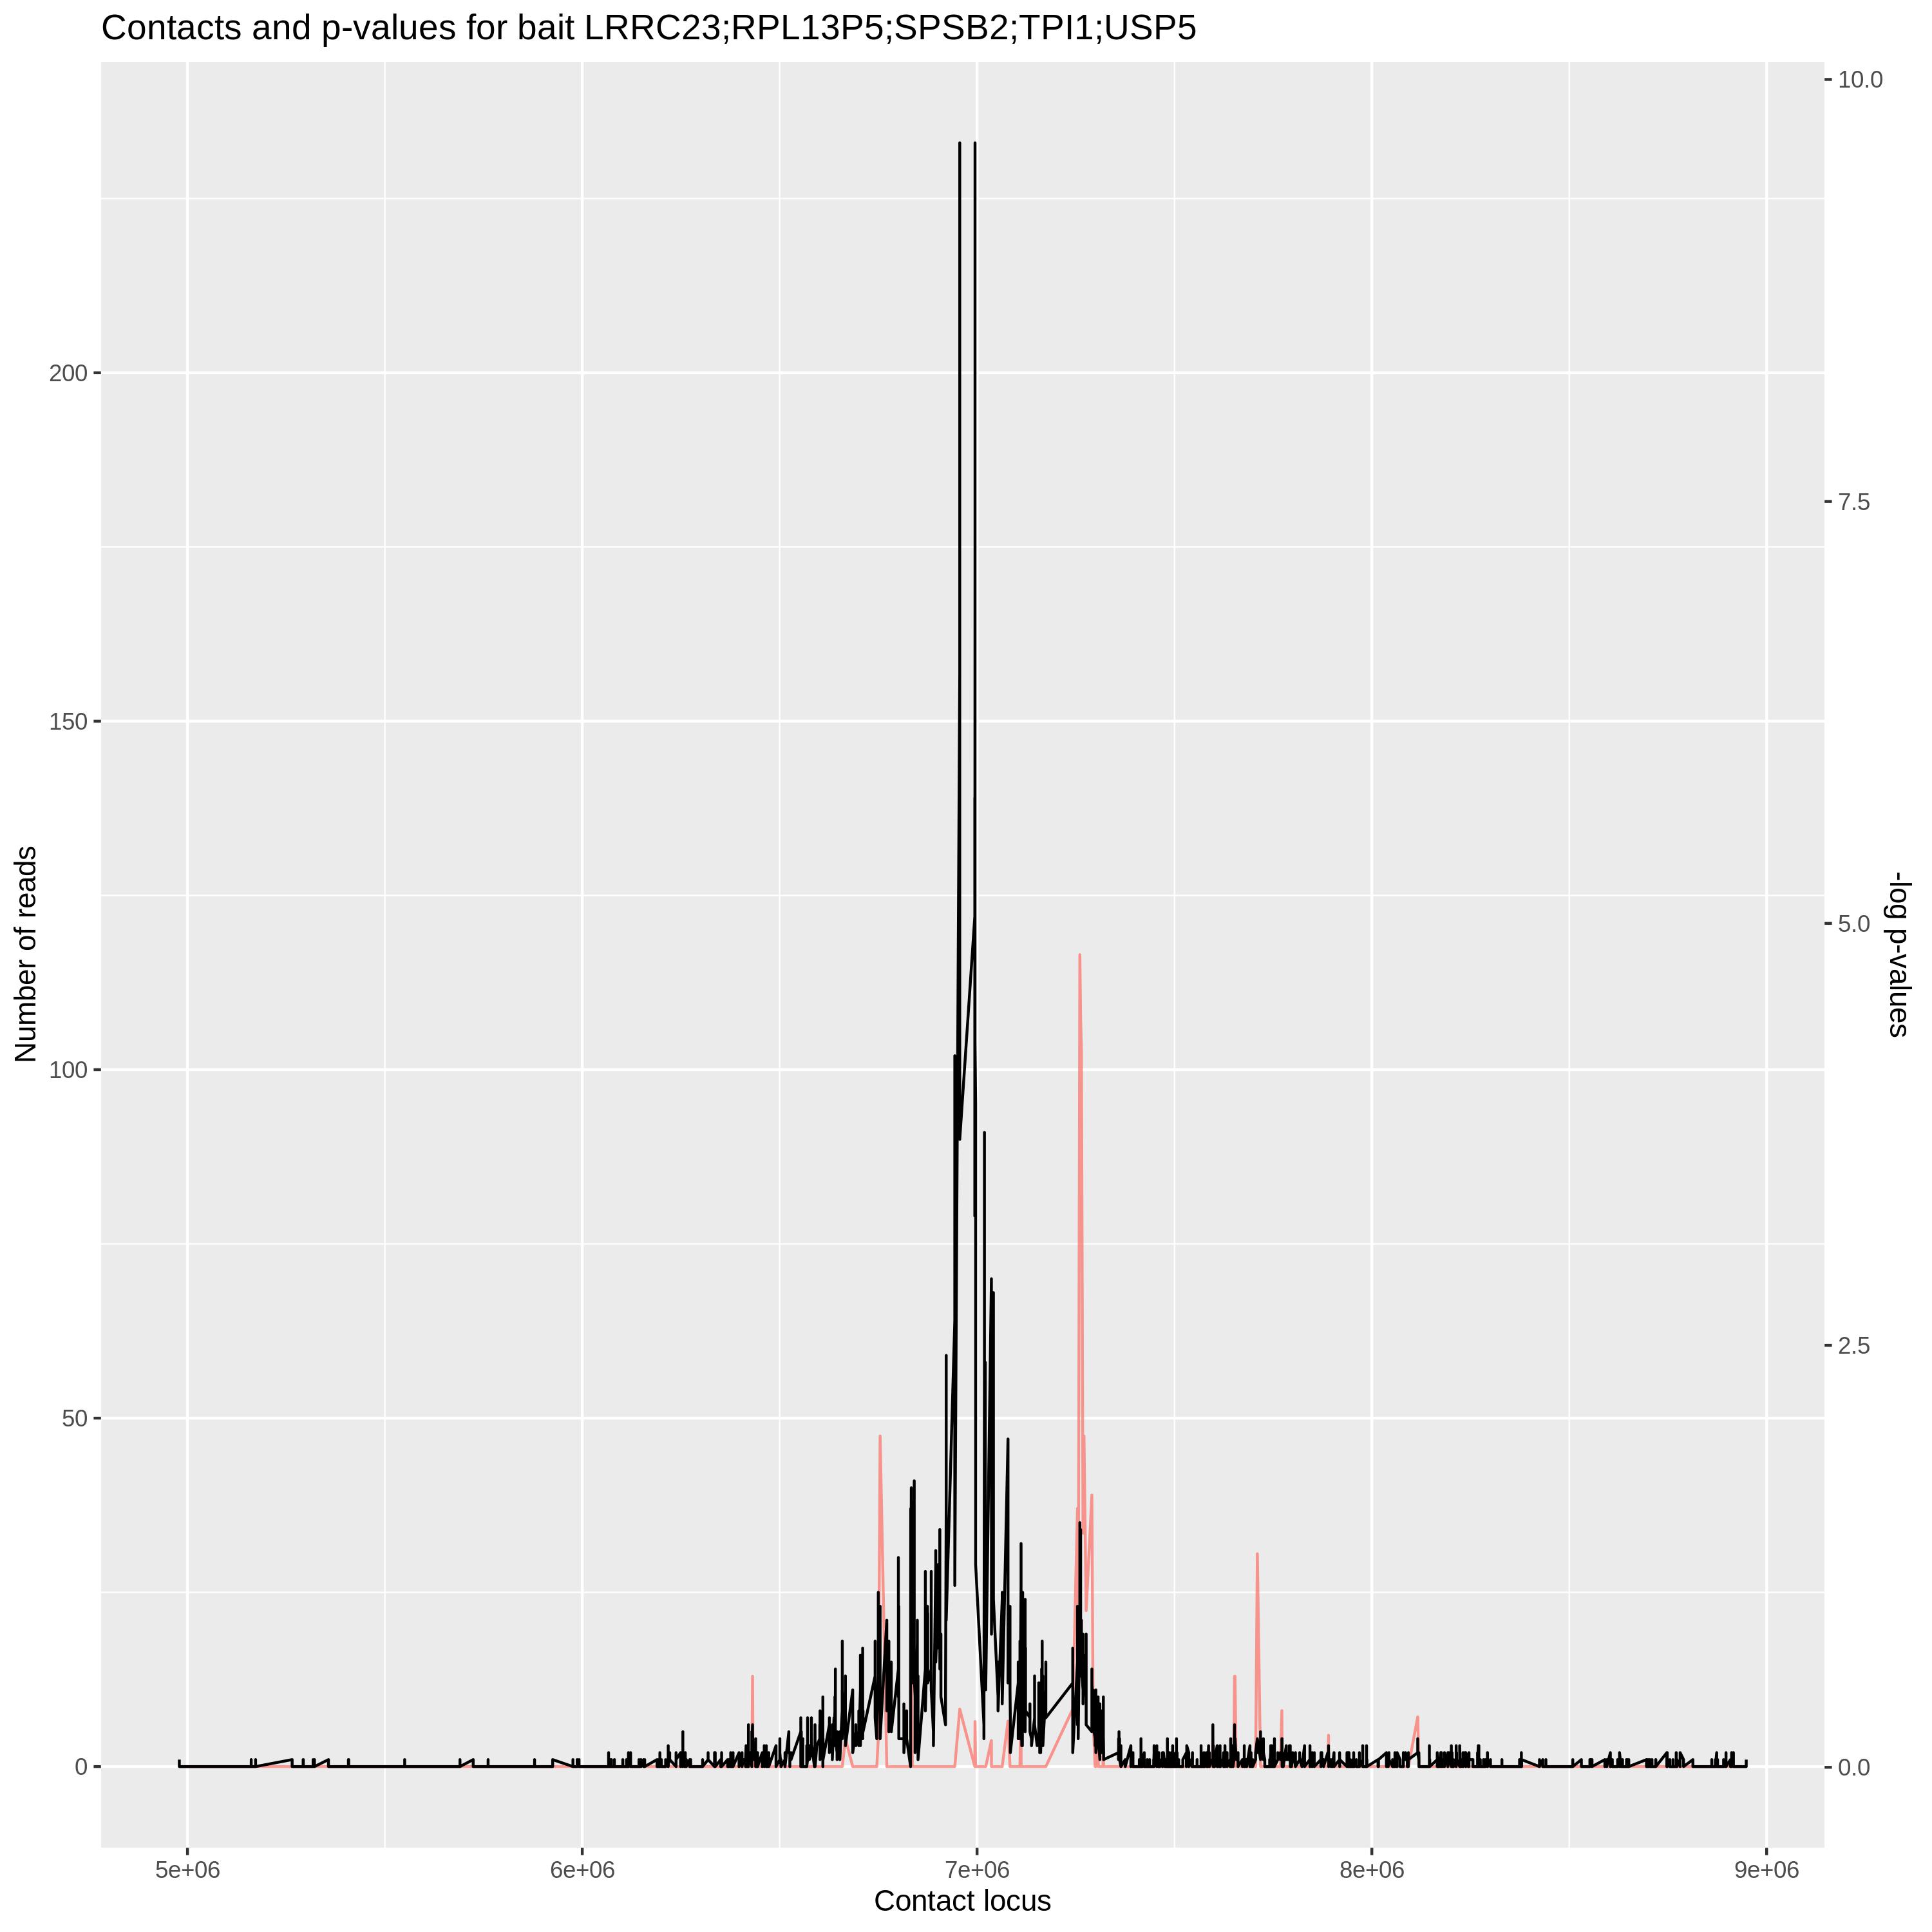 Contacts and p-values for bait LRRC23;RPL13P5;SPSB2;TPI1;USP5
Number of reads
200
150
100
50
0
10.0
7.5
5.0
2.5
0.0
-log p-values
5e+06
6e+06
7e+06
8e+06
9e+06
Contact locus